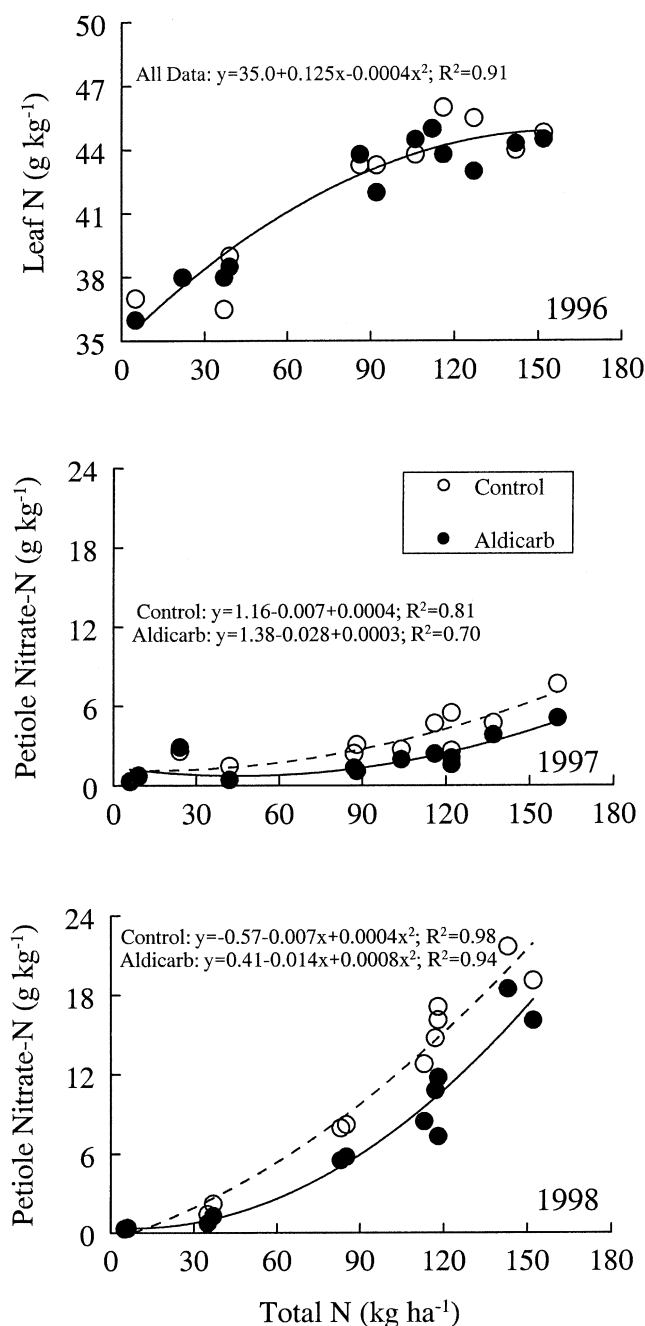 50
All Data: y=35.0+0.125x-0.0004x²; R²=0.91
47
44
41
38
35
Leaf N (g kg⁻¹)
1996
0 30 60 90 120 150 180
24
Control
Aldicarb
18
Control: y=1.16-0.007+0.0004; R²=0.81
Aldicarb: y=1.38-0.028+0.0003; R²=0.70
12
6
0
Petiole Nitrate-N (g kg⁻¹)
1997
0 30 60 90 120 150 180
24
Control: y=-0.57-0.007x+0.0004x²; R²=0.98
Aldicarb: y=0.41-0.014x+0.0008x²; R²=0.94
18
12
6
0
Petiole Nitrate-N (g kg⁻¹)
1998
0 30 60 90 120 150 180
Total N (kg ha⁻¹)